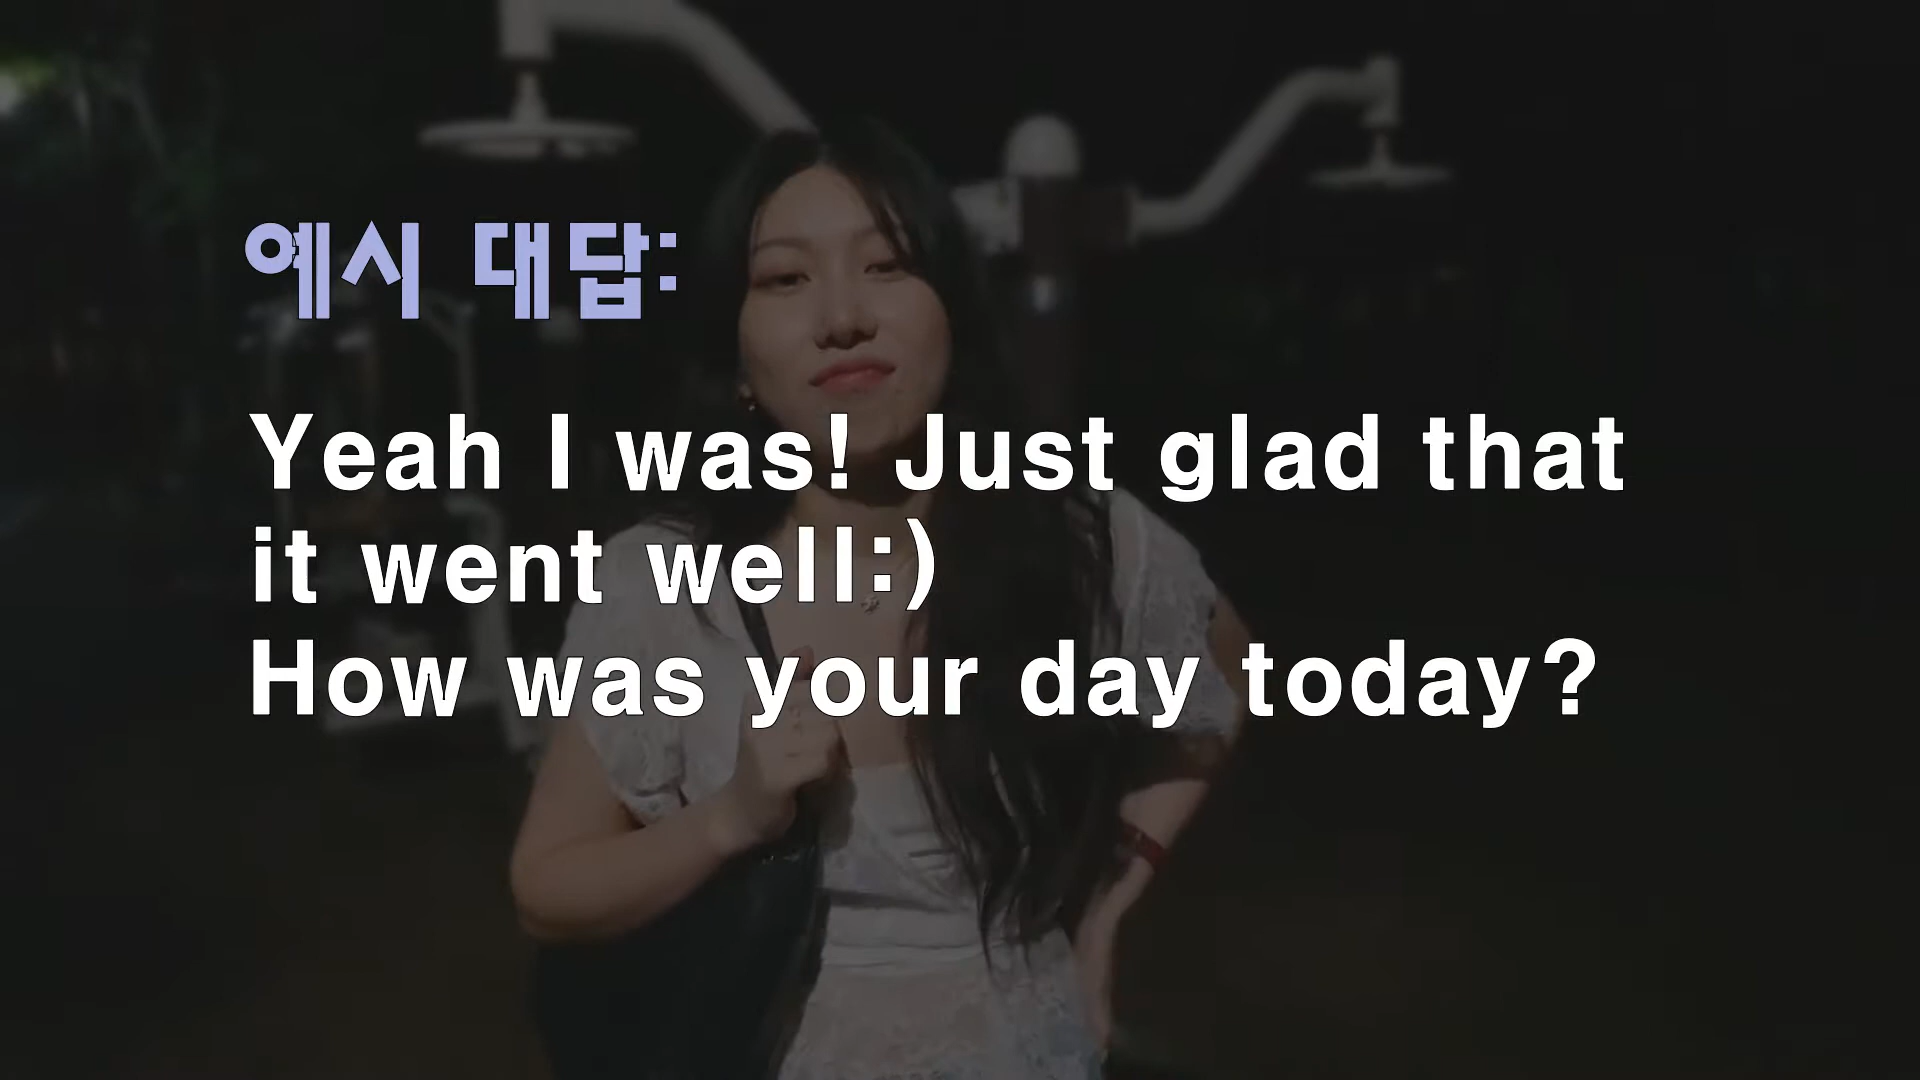 예시 대답:
Yeah I was! Just glad that
it went well:)
How was your day today?